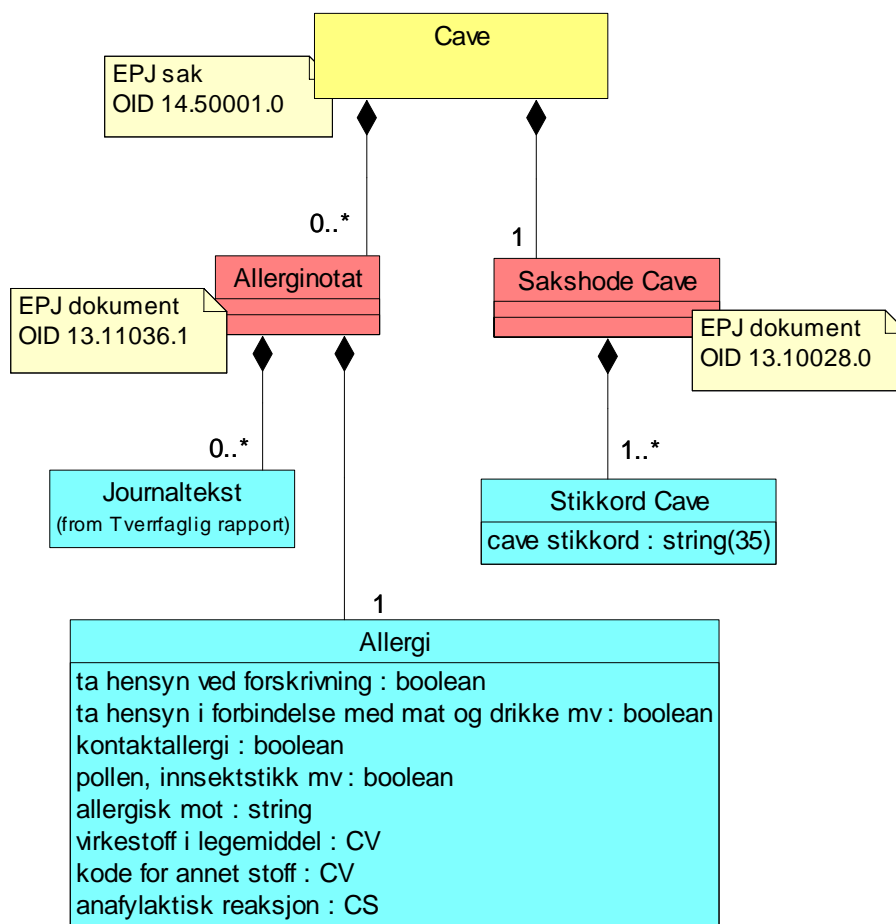 Cave
EPJ sak
OID 14.50001.0
0..*
1
Allerginotat
Sakshode Cave
EPJ dokument
OID 13.11036.1
EPJ dokument
OID 13.10028.0
0..*
1..*
Journaltekst
(from Tverrfaglig rapport)
Stikkord Cave
cave stikkord : string(35)
1
Allergi
ta hensyn ved forskrivning : boolean
ta hensyn i forbindelse med mat og drikke mv : boolean
kontaktallergi : boolean
pollen, innsektstikk mv : boolean
allergisk mot : string
virkestoff i legemiddel : CV
kode for annet stoff : CV
anafylaktisk reaksjon : CS